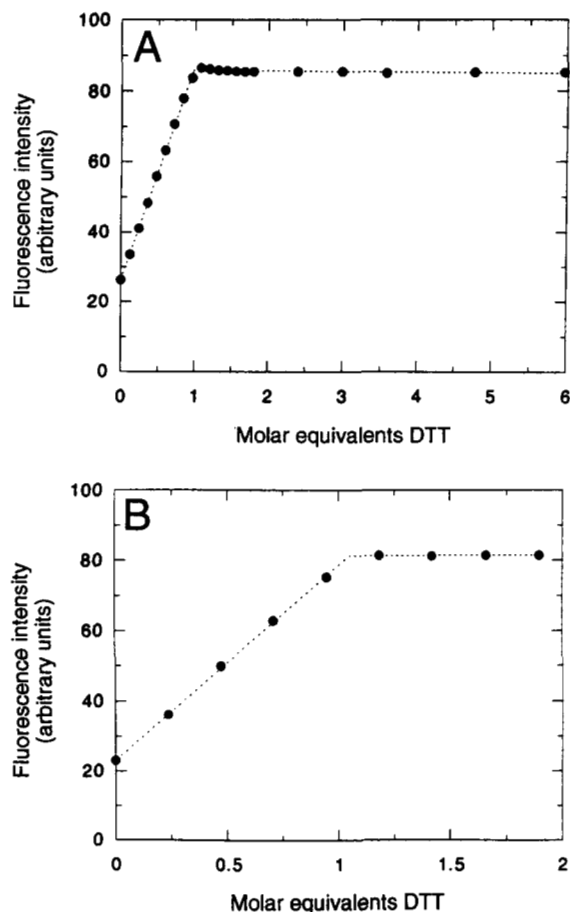 A
100
80
60
40
20
0
Fluorescence intensity
(arbitrary units)
0 1 2 3 4 5 6
Molar equivalents DTT
B
100
80
60
40
20
0
Fluorescence intensity
(arbitrary units)
0 0.5 1 1.5 2
Molar equivalents DTT